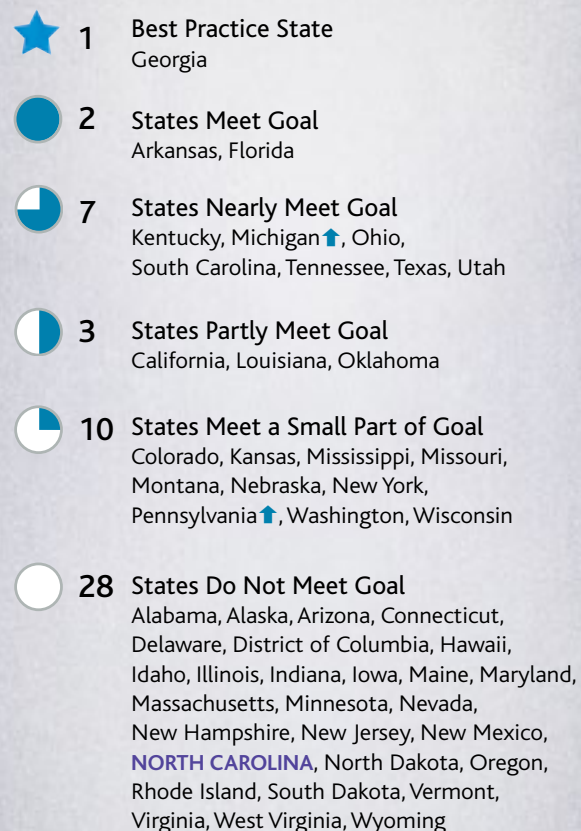 1 Best Practice State
Georgia
2 States Meet Goal
Arkansas, Florida
7 States Nearly Meet Goal
Kentucky, Michigan⬆, Ohio,
South Carolina, Tennessee, Texas, Utah
3 States Partly Meet Goal
California, Louisiana, Oklahoma
10 States Meet a Small Part of Goal
Colorado, Kansas, Mississippi, Missouri,
Montana, Nebraska, New York,
Pennsylvania⬆, Washington, Wisconsin
28 States Do Not Meet Goal
Alabama, Alaska, Arizona, Connecticut,
Delaware, District of Columbia, Hawaii,
Idaho, Illinois, Indiana, Iowa, Maine, Maryland,
Massachusetts, Minnesota, Nevada,
New Hampshire, New Jersey, New Mexico,
NORTH CAROLINA, North Dakota, Oregon,
Rhode Island, South Dakota, Vermont,
Virginia, West Virginia, Wyoming